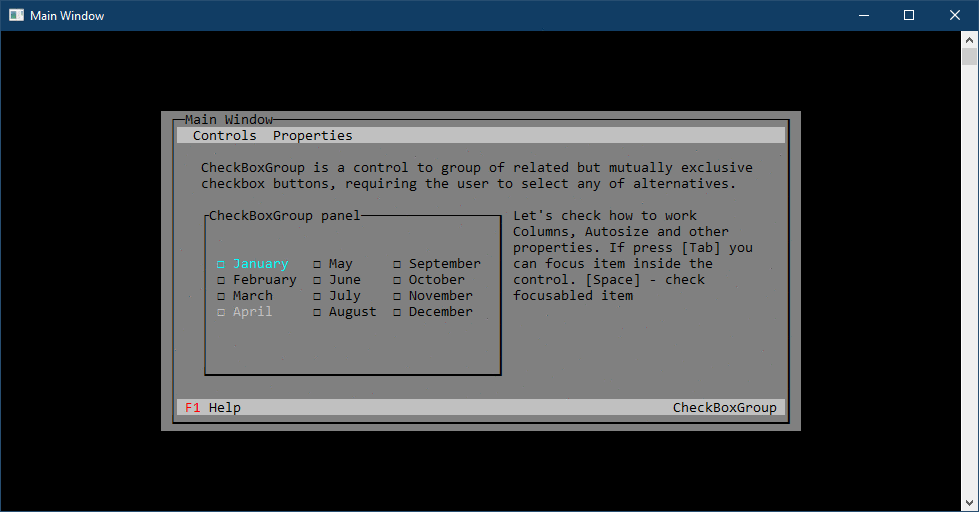 Main Window
Main Window
Controls Properties
CheckBoxGroup is a control to group of related but mutually exclusive
checkbox buttons, requiring the user to select any of alternatives.
CheckBoxGroup panel
January May September
February June October
March July November
April August December
Let's check how to work
Columns, Autosize and other
properties. If press [Tab] you
can focus item inside the
control. [Space] - check
focusabled item
F1 Help CheckBoxGroup